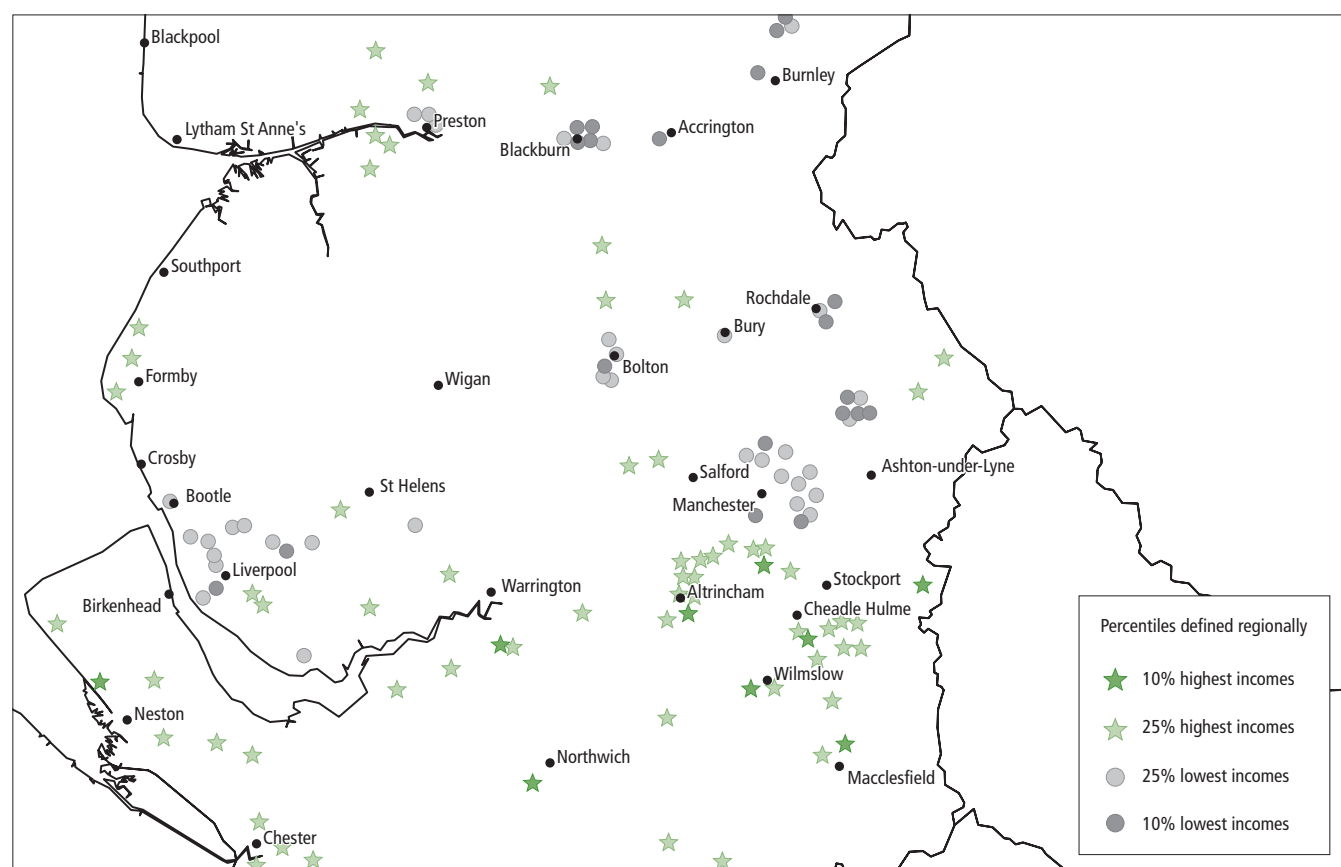 Blackpool
Burnley
Lytham St Anne's
Preston
Accrington
Blackburn
Southport
Rochdale
Bury
Bolton
Formby
Wigan
Crosby
Salford
Ashton-under-Lyne
St Helens
Bootle
Manchester
Liverpool
Warrington
Altrincham
Stockport
Birkenhead
Cheadle Hulme
Wilmslow
Neston
Northwich
Macclesfield
Chester
Percentiles defined regionally
10% highest incomes
25% highest incomes
25% lowest incomes
10% lowest incomes